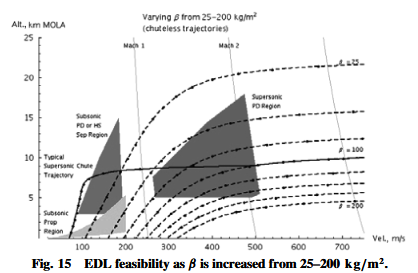 Alt., km MOLA
Varying β from 25–200 kg/m²
(chuteless trajectories)
Mach 1
Mach 2
25
20
15
10
5
β = 25
Subsonic
PD or HS
Sep Region
Supersonic
PD Region
Typical
Supersonic Chute
Trajectory
β = 100
Subsonic
Prop
Region
β = 200
100
200
300
400
500
600
700
Vel., m/s
Fig. 15 EDL feasibility as β is increased from 25–200 kg/m².